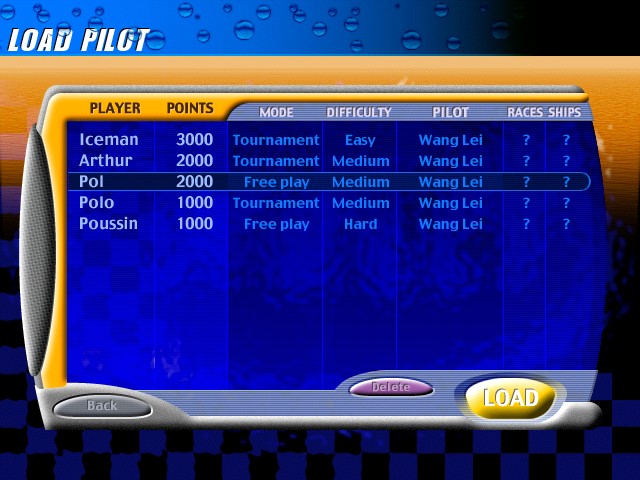 LOAD PILOT
PLAYER POINTS MODE DIFFICULTY PILOT RACES SHIPS
Iceman 3000 Tournament Easy Wang Lei ? ?
Arthur 2000 Tournament Medium Wang Lei ? ?
Pol 2000 Free play Medium Wang Lei ? ?
Polo 1000 Tournament Medium Wang Lei ? ?
Poussin 1000 Free play Hard Wang Lei ? ?
Delete
Back
LOAD